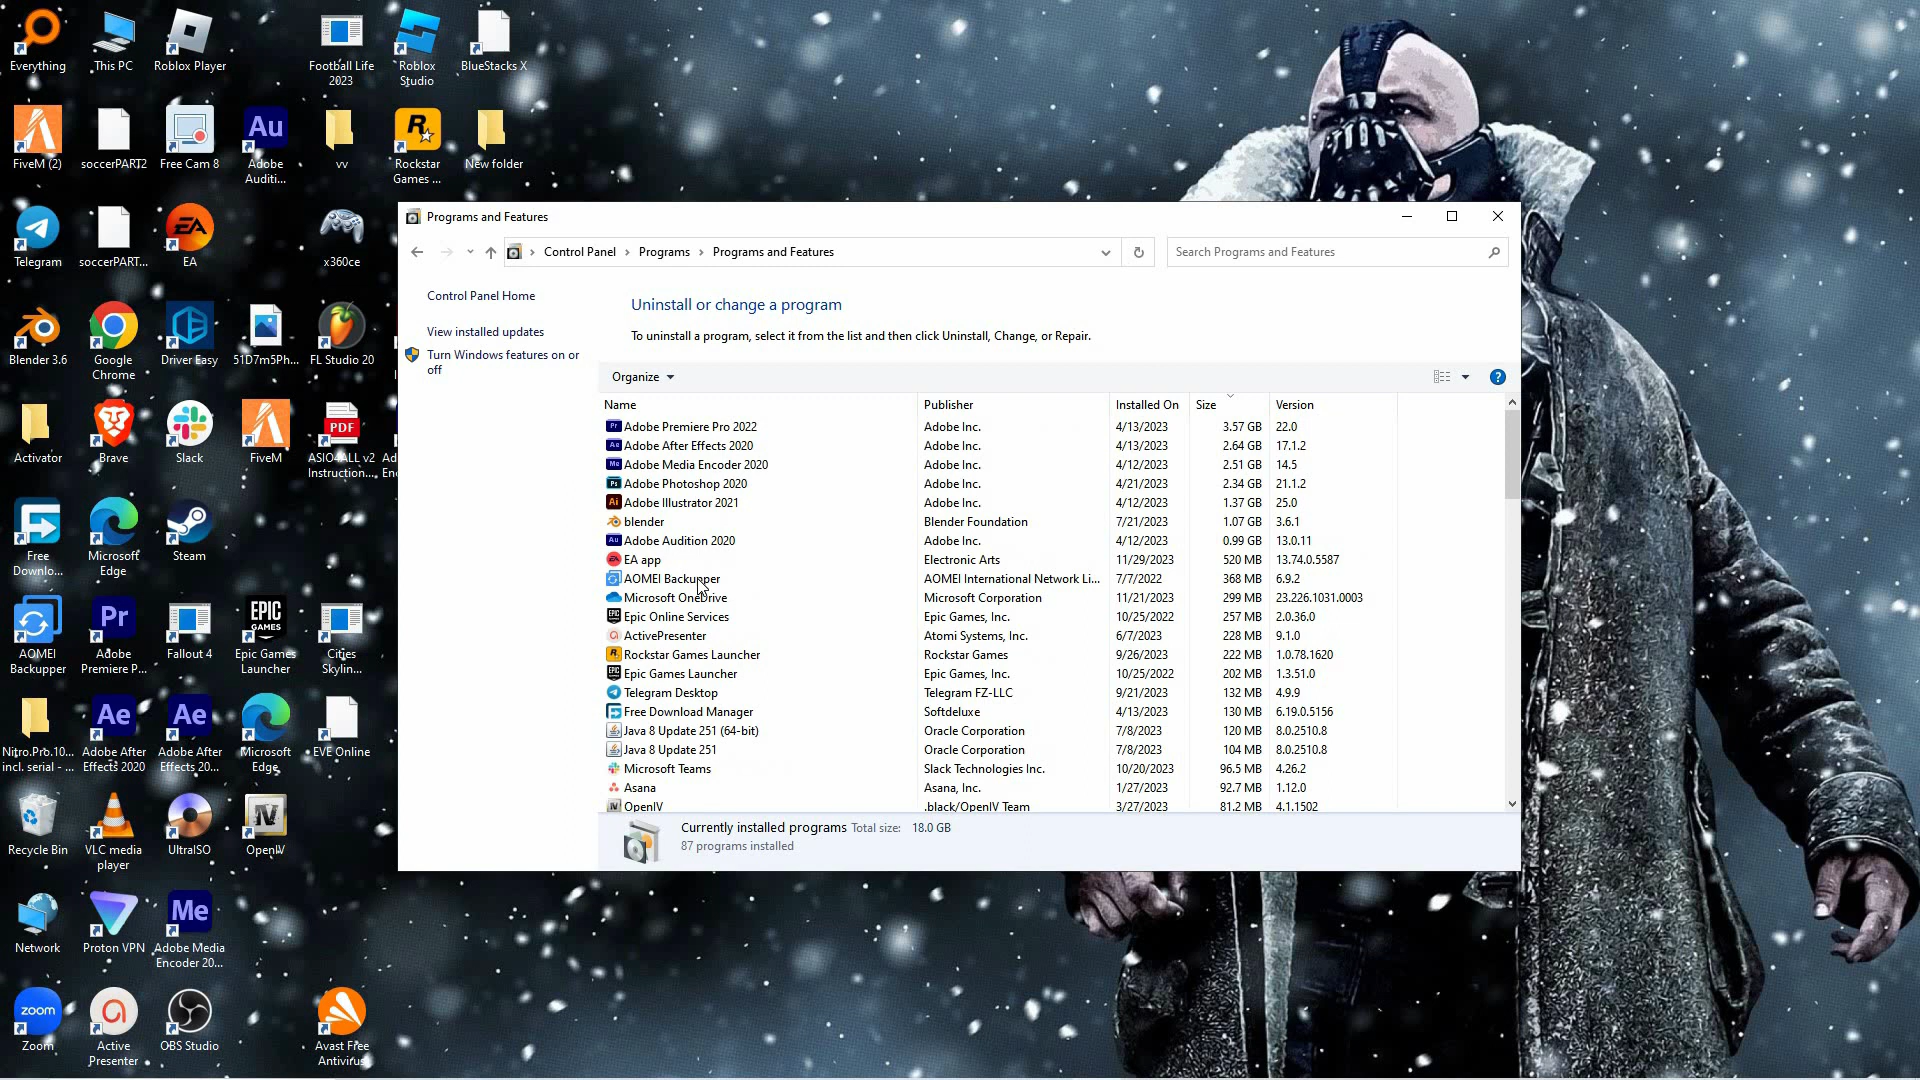 Everything
This PC
Roblox Player
Football Life
2023
Roblox
Studio
BlueStacks X
FiveM (2)
soccerPART2
Free Cam 8
Au
Adobe
Auditi...
vv
R
Rockstar
Games ...
New folder
Telegram
soccerPART...
EA
EA
x360ce
Blender 3.6
Google
Chrome
Driver Easy
51D7m5Ph...
FL Studio 20
Activator
Brave
Slack
FiveM
PDF
ASIO4ALL v2
Instruction...
Free
Downlo...
Microsoft
Edge
Steam
AOMEI
Backupper
Pr
Adobe
Premiere P...
Fallout 4
EPIC
GAMES
Epic Games
Launcher
Cities
Skylin...
Nitro.Pro.10...
incl. serial - ...
Ae
Adobe After
Effects 2020
Ae
Adobe After
Effects 20...
Microsoft
Edge
EVE Online
Recycle Bin
VLC media
player
UltraISO
IV
OpenIV
Network
Proton VPN
Me
Adobe Media
Encoder 20...
zoom
Zoom
Active
Presenter
OBS Studio
Avast Free
Antivirus
Programs and Features
Control Panel > Programs > Programs and Features
Search Programs and Features
Control Panel Home
View installed updates
Turn Windows features on or
off
Uninstall or change a program
To uninstall a program, select it from the list and then click Uninstall, Change, or Repair.
Organize
?
Name Publisher Installed On Size Version
Adobe Premiere Pro 2022 Adobe Inc. 4/13/2023 3.57 GB 22.0
Adobe After Effects 2020 Adobe Inc. 4/13/2023 2.64 GB 17.1.2
Adobe Media Encoder 2020 Adobe Inc. 4/12/2023 2.51 GB 14.5
Adobe Photoshop 2020 Adobe Inc. 4/21/2023 2.34 GB 21.1.2
Adobe Illustrator 2021 Adobe Inc. 4/12/2023 1.37 GB 25.0
blender Blender Foundation 7/21/2023 1.07 GB 3.6.1
Adobe Audition 2020 Adobe Inc. 4/12/2023 0.99 GB 13.0.11
EA app Electronic Arts 11/29/2023 520 MB 13.74.0.5587
AOMEI Backupper AOMEI International Network Li... 7/7/2022 368 MB 6.9.2
Microsoft OneDrive Microsoft Corporation 11/21/2023 299 MB 23.226.1031.0003
Epic Online Services Epic Games, Inc. 10/25/2022 257 MB 2.0.36.0
ActivePresenter Atomi Systems, Inc. 6/7/2023 228 MB 9.1.0
Rockstar Games Launcher Rockstar Games 9/26/2023 222 MB 1.0.78.1620
Epic Games Launcher Epic Games, Inc. 10/25/2022 202 MB 1.3.51.0
Telegram Desktop Telegram FZ-LLC 9/21/2023 132 MB 4.9.9
Free Download Manager Softdeluxe 4/13/2023 130 MB 6.19.0.5156
Java 8 Update 251 (64-bit) Oracle Corporation 7/8/2023 120 MB 8.0.2510.8
Java 8 Update 251 Oracle Corporation 7/8/2023 104 MB 8.0.2510.8
Microsoft Teams Slack Technologies Inc. 10/20/2023 96.5 MB 4.26.2
Asana Asana, Inc. 1/27/2023 92.7 MB 1.12.0
OpenIV .black/OpenIV Team 3/27/2023 81.2 MB 4.1.1502
Currently installed programs Total size: 18.0 GB
87 programs installed